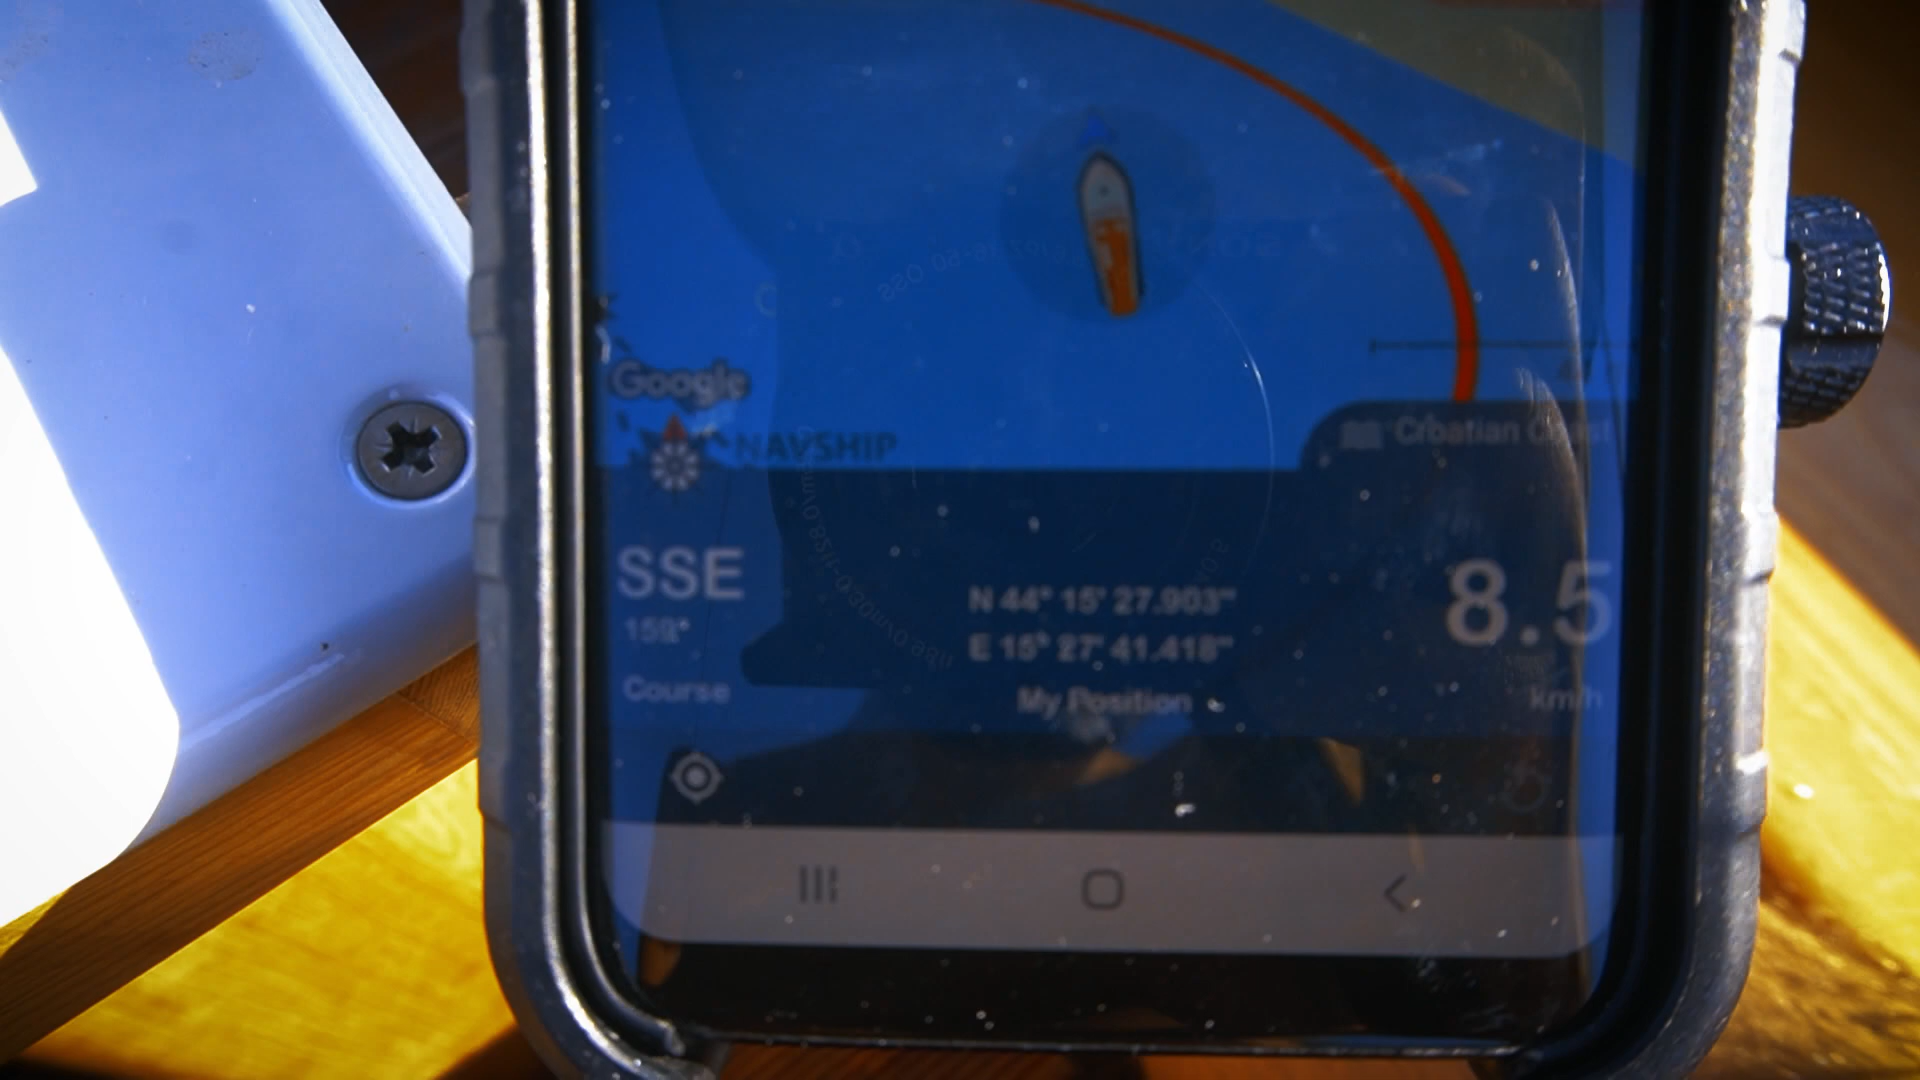 Google
NAVSHIP
Croatian Coast
SSE
159°
Course
N 44° 15' 27.903"
E 15° 27' 41.418"
My Position
8.5
km/h